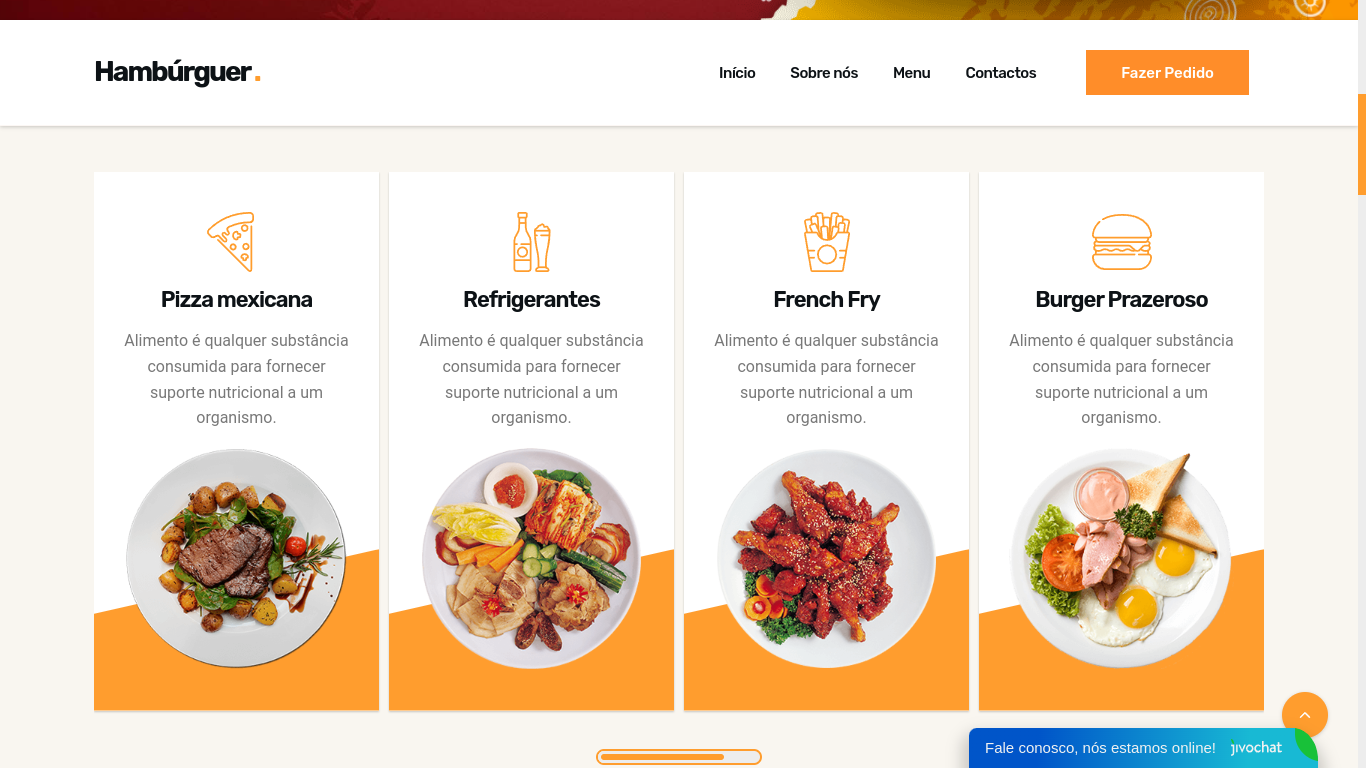 Hambúrguer.
Início
Sobre nós
Menu
Contactos
Fazer Pedido
Pizza mexicana
Alimento é qualquer substância
consumida para fornecer
suporte nutricional a um
organismo.
Refrigerantes
Alimento é qualquer substância
consumida para fornecer
suporte nutricional a um
organismo.
French Fry
Alimento é qualquer substância
consumida para fornecer
suporte nutricional a um
organismo.
Burger Prazeroso
Alimento é qualquer substância
consumida para fornecer
suporte nutricional a um
organismo.
Fale conosco, nós estamos online!
jivochat